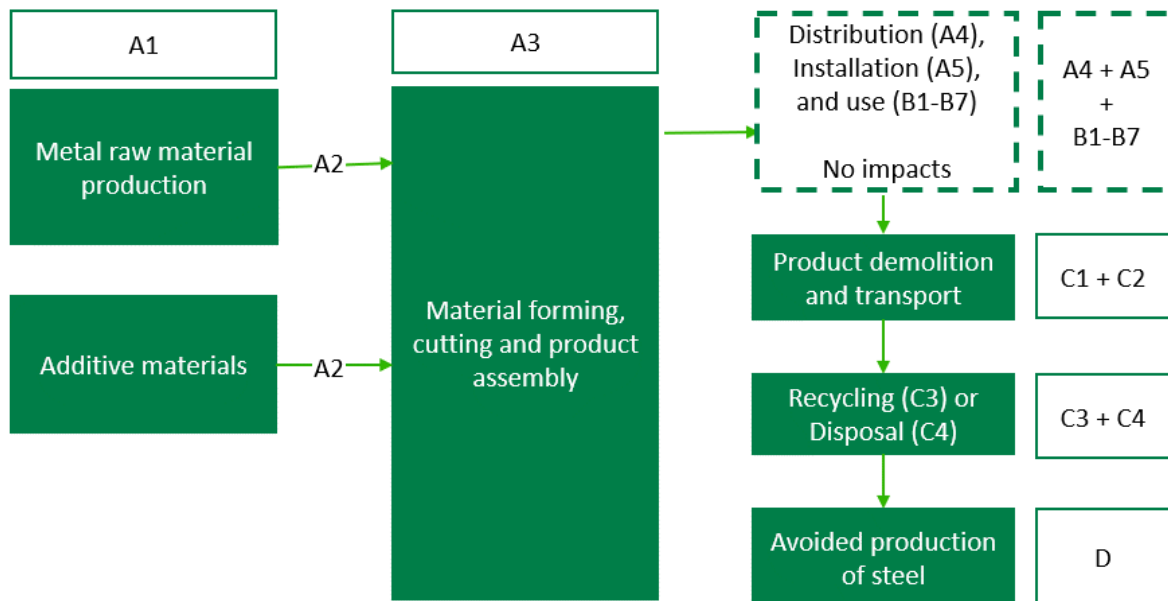 A1
Metal raw material
production
A2
Additive materials
A2
A3
Material forming,
cutting and product
assembly
Distribution (A4),
Installation (A5),
and use (B1-B7)
No impacts
A4 + A5
+
B1-B7
Product demolition
and transport
C1 + C2
Recycling (C3) or
Disposal (C4)
C3 + C4
Avoided production
of steel
D